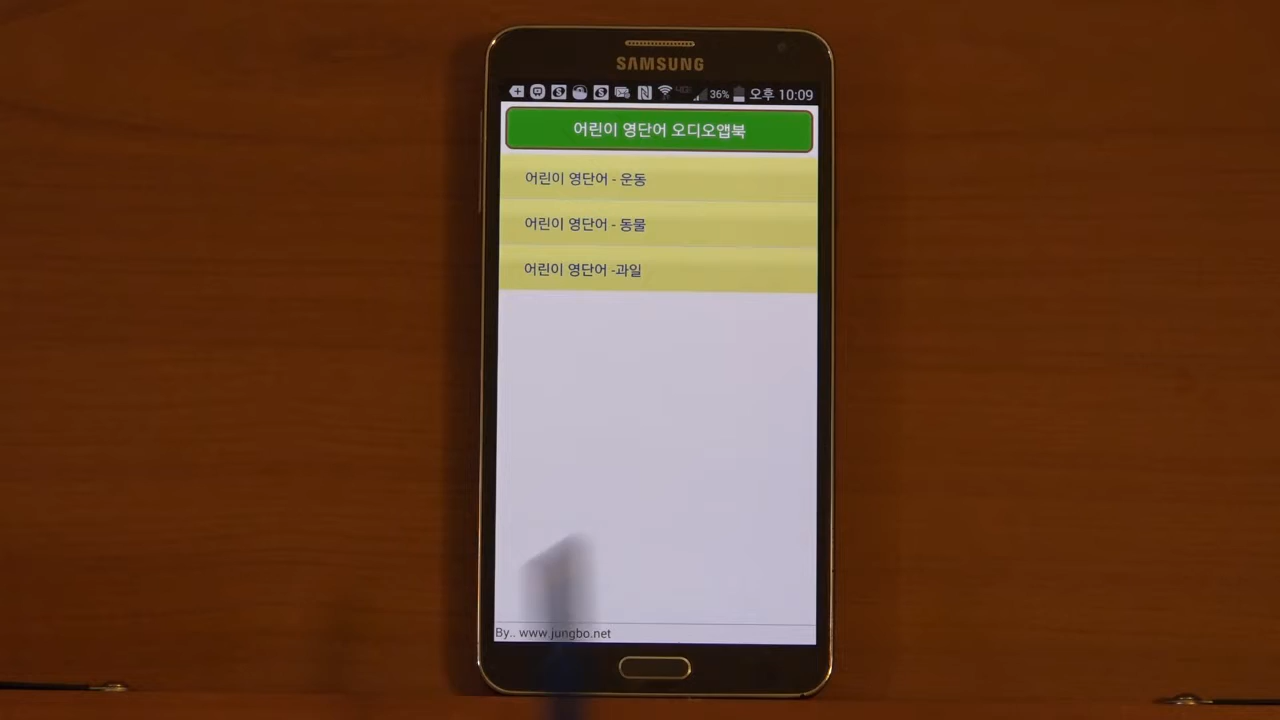 SAMSUNG
36% 오후 10:09
어린이 영단어 오디오앱북
어린이 영단어 - 운동
어린이 영단어 - 동물
어린이 영단어 -과일
By.. www.jungbo.net